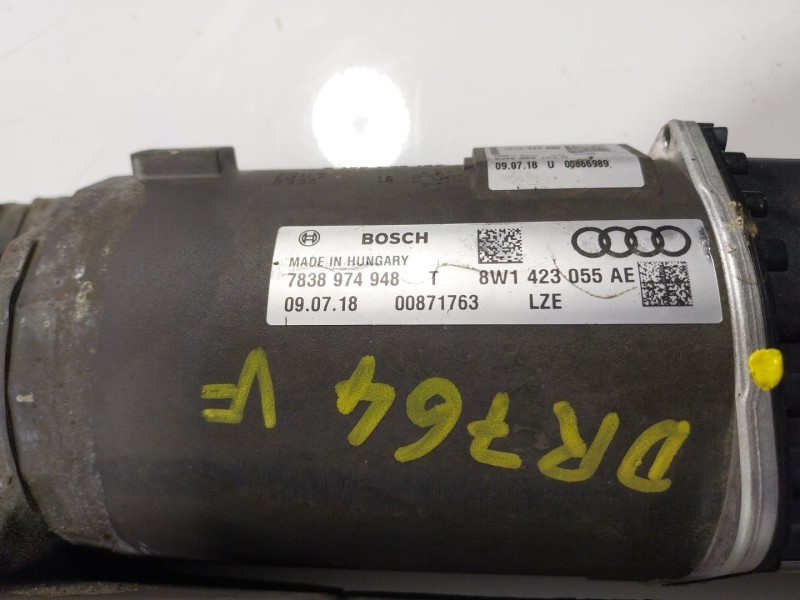 09.07.18 U 00866989
BOSCH
MADE IN HUNGARY
7838 974 948 T 8W1 423 055 AE
09.07.18 00871763 LZE
DR764 V